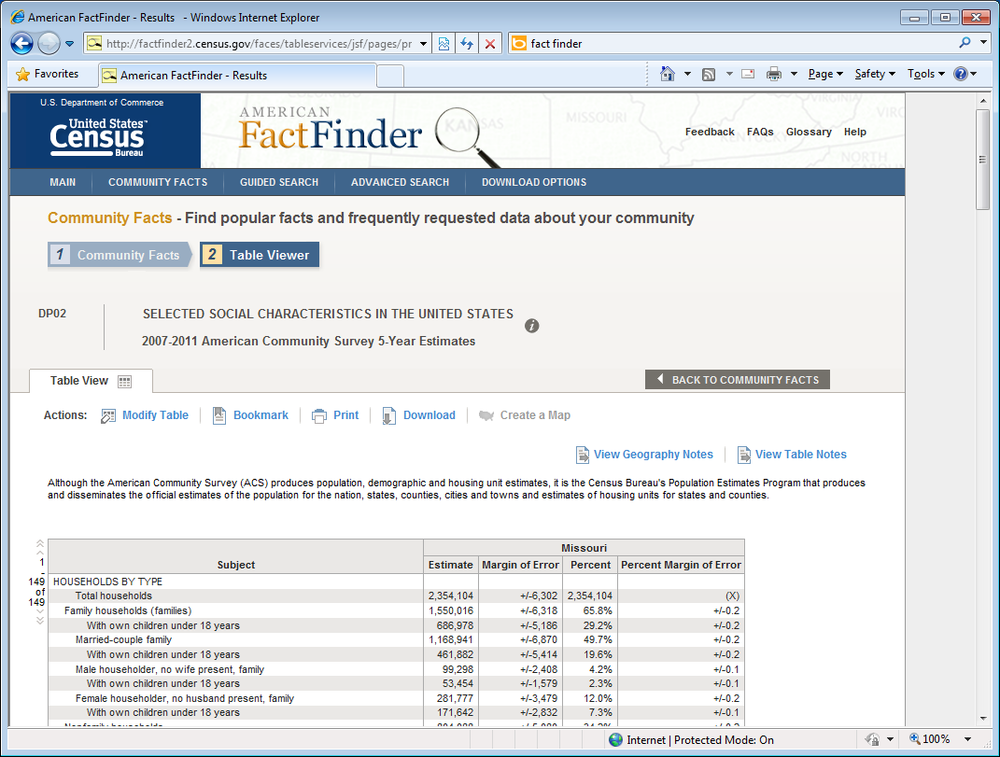 American FactFinder - Results - Windows Internet Explorer
http://factfinder2.census.gov/faces/tableservices/jsf/pages/pr
fact finder
Favorites
American FactFinder - Results
Page
Safety
Tools
U.S. Department of Commerce
United States™
Census
Bureau
AMERICAN
FactFinder
KANSAS
MISSOURI
VIRGINIA
NORTH
Feedback FAQs Glossary Help
MAIN COMMUNITY FACTS GUIDED SEARCH ADVANCED SEARCH DOWNLOAD OPTIONS
Community Facts - Find popular facts and frequently requested data about your community
1 Community Facts 2 Table Viewer
DP02 SELECTED SOCIAL CHARACTERISTICS IN THE UNITED STATES
2007-2011 American Community Survey 5-Year Estimates
Table View
BACK TO COMMUNITY FACTS
Actions: Modify Table Bookmark Print Download Create a Map
View Geography Notes View Table Notes
Although the American Community Survey (ACS) produces population, demographic and housing unit estimates, it is the Census Bureau's Population Estimates Program that produces
and disseminates the official estimates of the population for the nation, states, counties, cities and towns and estimates of housing units for states and counties.
1
-
149
of
149
Missouri
Subject Estimate Margin of Error Percent Percent Margin of Error
HOUSEHOLDS BY TYPE
Total households 2,354,104 +/-6,302 2,354,104 (X)
Family households (families) 1,550,016 +/-6,318 65.8% +/-0.2
With own children under 18 years 686,978 +/-5,186 29.2% +/-0.2
Married-couple family 1,168,941 +/-6,870 49.7% +/-0.2
With own children under 18 years 461,882 +/-5,414 19.6% +/-0.2
Male householder, no wife present, family 99,298 +/-2,408 4.2% +/-0.1
With own children under 18 years 53,454 +/-1,579 2.3% +/-0.1
Female householder, no husband present, family 281,777 +/-3,479 12.0% +/-0.2
With own children under 18 years 171,642 +/-2,832 7.3% +/-0.1
Internet | Protected Mode: On
100%